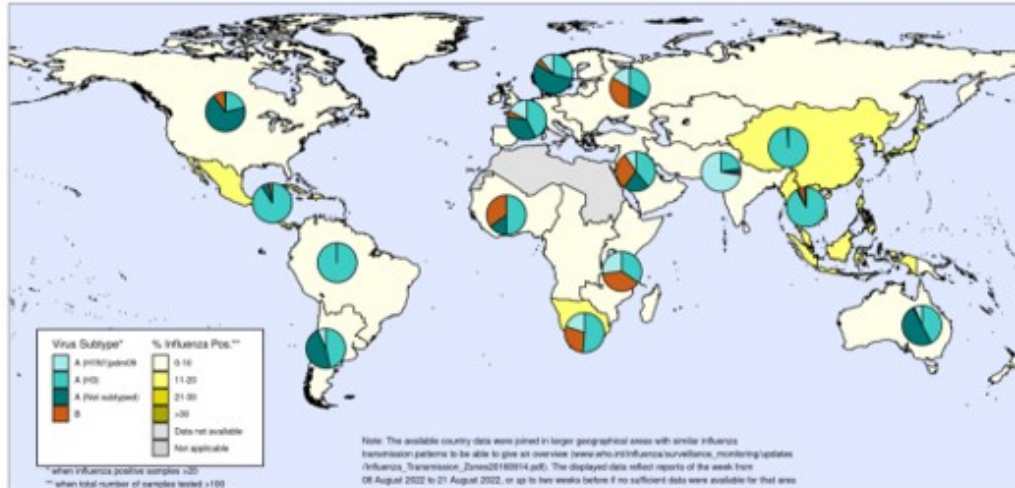 Virus Subtype*
A (H1N1)pdm09
A (H3)
A (Not subtyped)
B
% Influenza Pos.**
0-10
11-20
21-30
>30
Data not available
Not applicable
* when influenza positive samples >20
** when total number of samples tested >100
Note: The available country data were joined in larger geographical areas with similar influenza
transmission patterns to be able to give an overview (www.who.int/influenza/surveillance_monitoring/updates
/Influenza_Transmission_Zones20180914.pdf). The displayed data reflect reports of the week from
08 August 2022 to 21 August 2022, or up to two weeks before if no sufficient data were available for that area